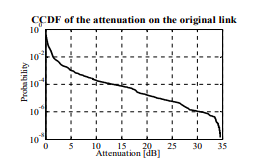 CCDF of the attenuation on the original link
10⁰
10⁻²
10⁻⁴
10⁻⁶
10⁻⁸
Probability
0 5 10 15 20 25 30 35
Attenuation [dB]